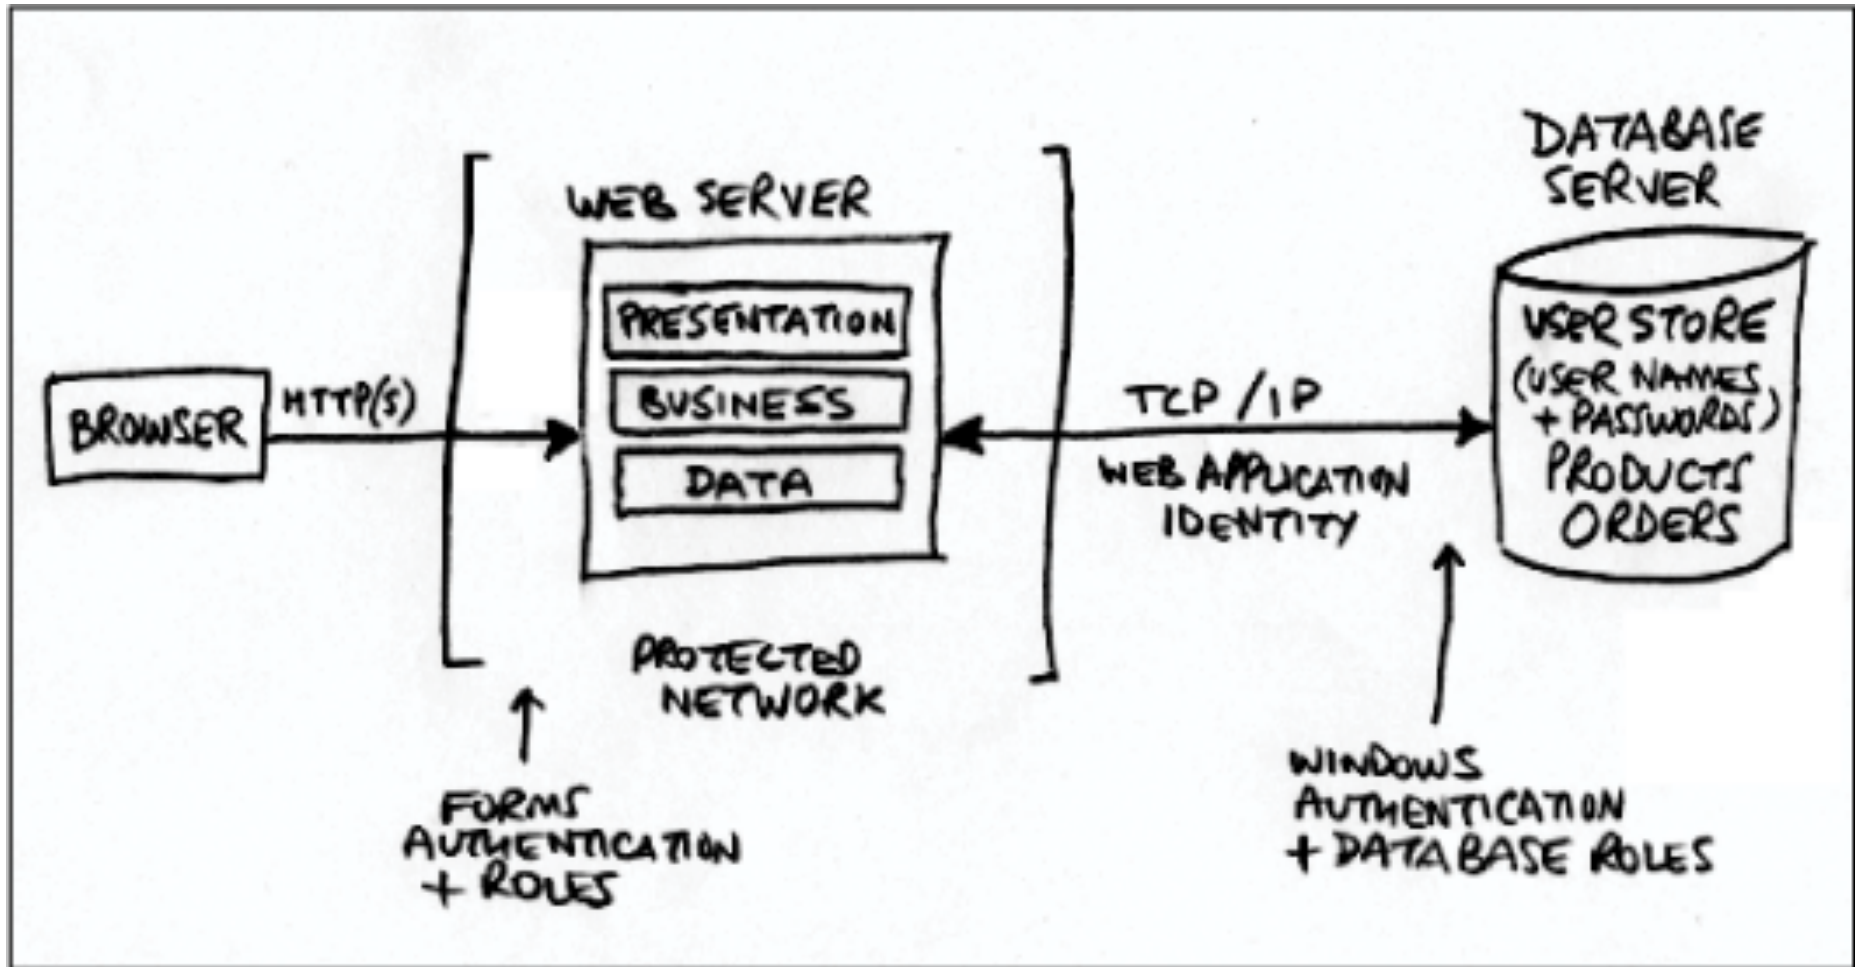 BROWSER
HTTP(S)
WEB SERVER
PRESENTATION
BUSINESS
DATA
PROTECTED
NETWORK
FORMS
AUTHENTICATION
+ ROLES
TCP/IP
WEB APPLICATION
IDENTITY
WINDOWS
AUTHENTICATION
+ DATABASE ROLES
DATABASE
SERVER
USER STORE
(USER NAMES
+ PASSWORDS)
PRODUCTS
ORDERS